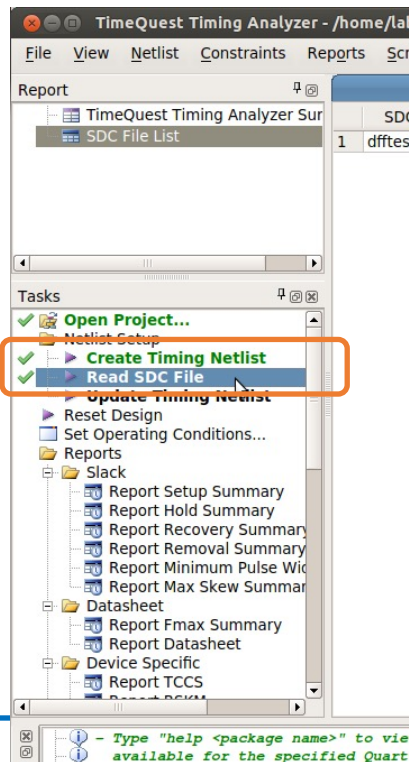 TimeQuest Timing Analyzer - /home/la
File View Netlist Constraints Reports Scr
Report
TimeQuest Timing Analyzer Sur
SDC File List
SDC
1 dfftes
Tasks
Open Project...
Netlist Setup
Create Timing Netlist
Read SDC File
Update Timing Netlist
Reset Design
Set Operating Conditions...
Reports
Slack
Report Setup Summary
Report Hold Summary
Report Recovery Summary
Report Removal Summary
Report Minimum Pulse Wid
Report Max Skew Summar
Datasheet
Report Fmax Summary
Report Datasheet
Device Specific
Report TCCS
Report RSKM
- Type "help <package name>" to vie
available for the specified Quart